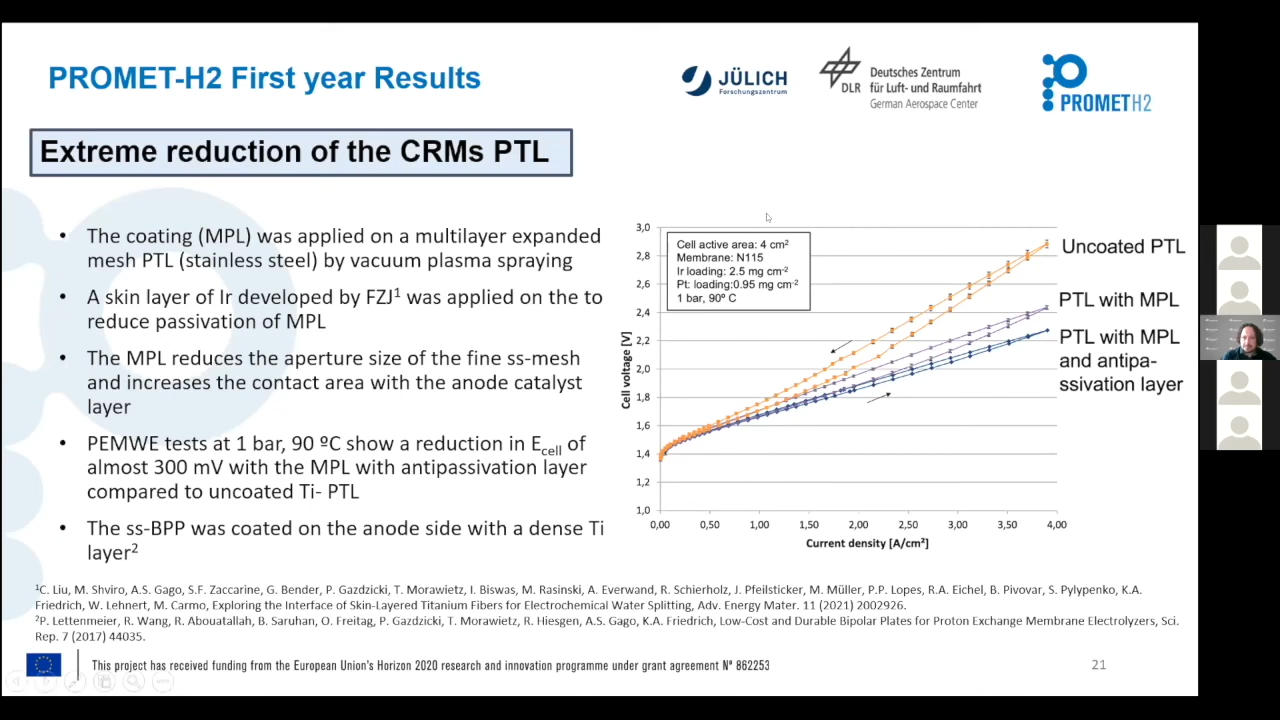 PROMET-H2 First year Results
JÜLICH
Forschungszentrum
DLR
Deutsches Zentrum
für Luft- und Raumfahrt
German Aerospace Center
PROMETH2
Extreme reduction of the CRMs PTL
• The coating (MPL) was applied on a multilayer expanded
mesh PTL (stainless steel) by vacuum plasma spraying
• A skin layer of Ir developed by FZJ¹ was applied on the to
reduce passivation of MPL
• The MPL reduces the aperture size of the fine ss-mesh
and increases the contact area with the anode catalyst
layer
• PEMWE tests at 1 bar, 90 ºC show a reduction in Ecell of
almost 300 mV with the MPL with antipassivation layer
compared to uncoated Ti- PTL
• The ss-BPP was coated on the anode side with a dense Ti
layer²
Cell active area: 4 cm²
Membrane: N115
Ir loading: 2.5 mg cm-²
Pt: loading:0.95 mg cm-²
1 bar, 90º C
Cell voltage [V]
3,0
2,8
2,6
2,4
2,2
2,0
1,8
1,6
1,4
1,2
1,0
0,00 0,50 1,00 1,50 2,00 2,50 3,00 3,50 4,00
Current density [A/cm²]
Uncoated PTL
PTL with MPL
PTL with MPL
and antipa-
ssivation layer
¹C. Liu, M. Shviro, A.S. Gago, S.F. Zaccarine, G. Bender, P. Gazdzicki, T. Morawietz, I. Biswas, M. Rasinski, A. Everwand, R. Schierholz, J. Pfeilsticker, M. Müller, P.P. Lopes, R.A. Eichel, B. Pivovar, S. Pylypenko, K.A.
Friedrich, W. Lehnert, M. Carmo, Exploring the Interface of Skin-Layered Titanium Fibers for Electrochemical Water Splitting, Adv. Energy Mater. 11 (2021) 2002926.
²P. Lettenmeier, R. Wang, R. Abouatallah, B. Saruhan, O. Freitag, P. Gazdzicki, T. Morawietz, R. Hiesgen, A.S. Gago, K.A. Friedrich, Low-Cost and Durable Bipolar Plates for Proton Exchange Membrane Electrolyzers, Sci.
Rep. 7 (2017) 44035.
This project has received funding from the European Union's Horizon 2020 research and innovation programme under grant agreement Nº 862253
21